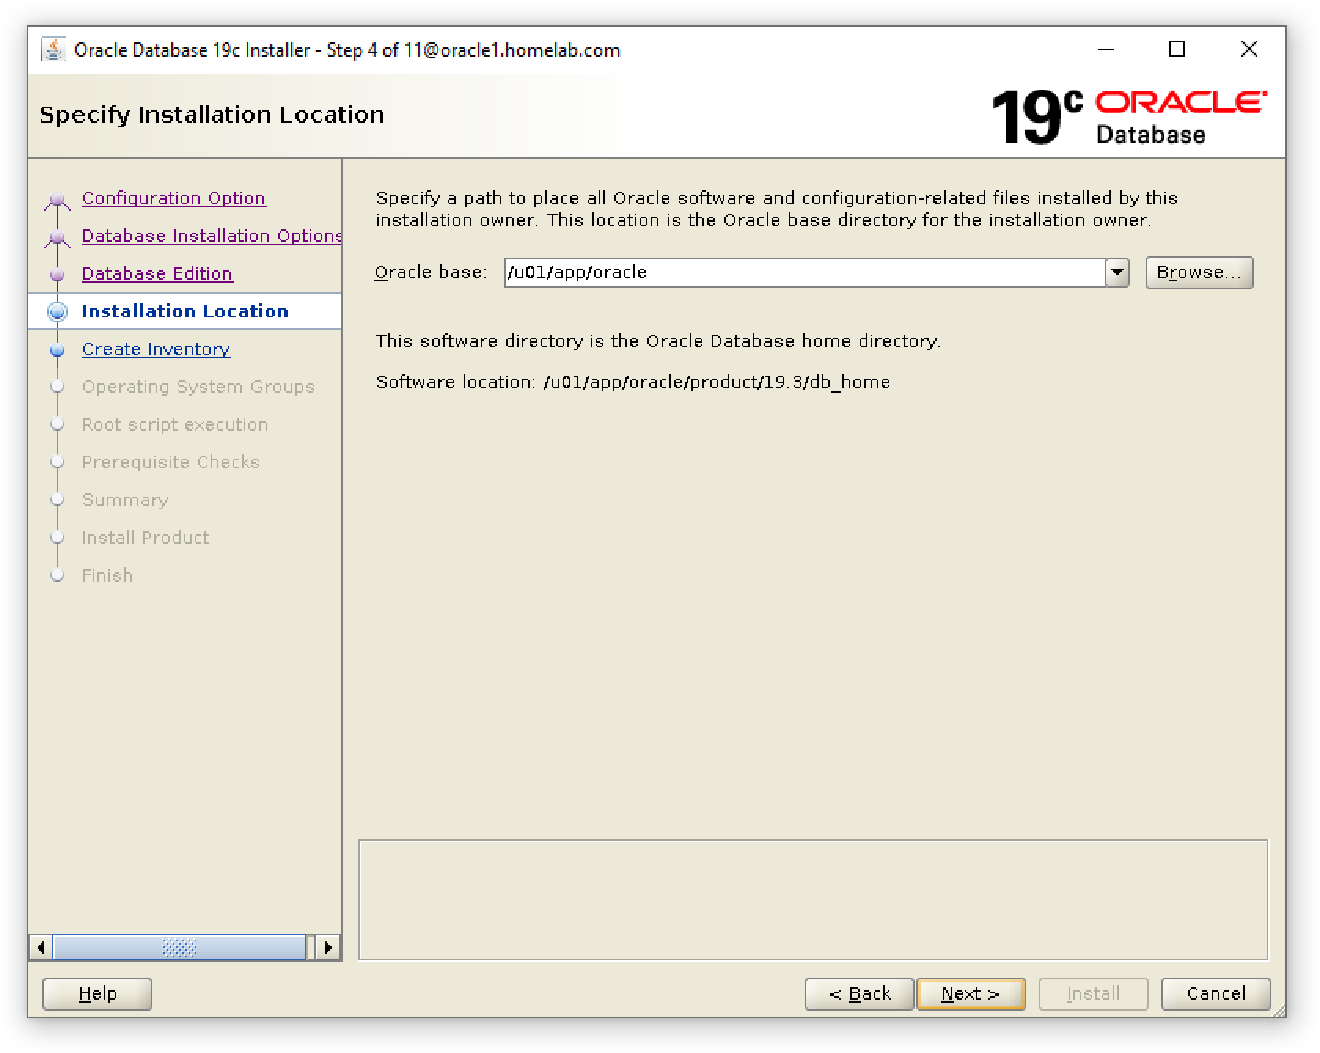 Oracle Database 19c Installer - Step 4 of 11@oracle1.homelab.com
Specify Installation Location
19c ORACLE
Database
Configuration Option
Database Installation Options
Database Edition
Installation Location
Create Inventory
Operating System Groups
Root script execution
Prerequisite Checks
Summary
Install Product
Finish
Specify a path to place all Oracle software and configuration-related files installed by this
installation owner. This location is the Oracle base directory for the installation owner.
Oracle base: /u01/app/oracle Browse...
This software directory is the Oracle Database home directory.
Software location: /u01/app/oracle/product/19.3/db_home
Help < Back Next > Install Cancel